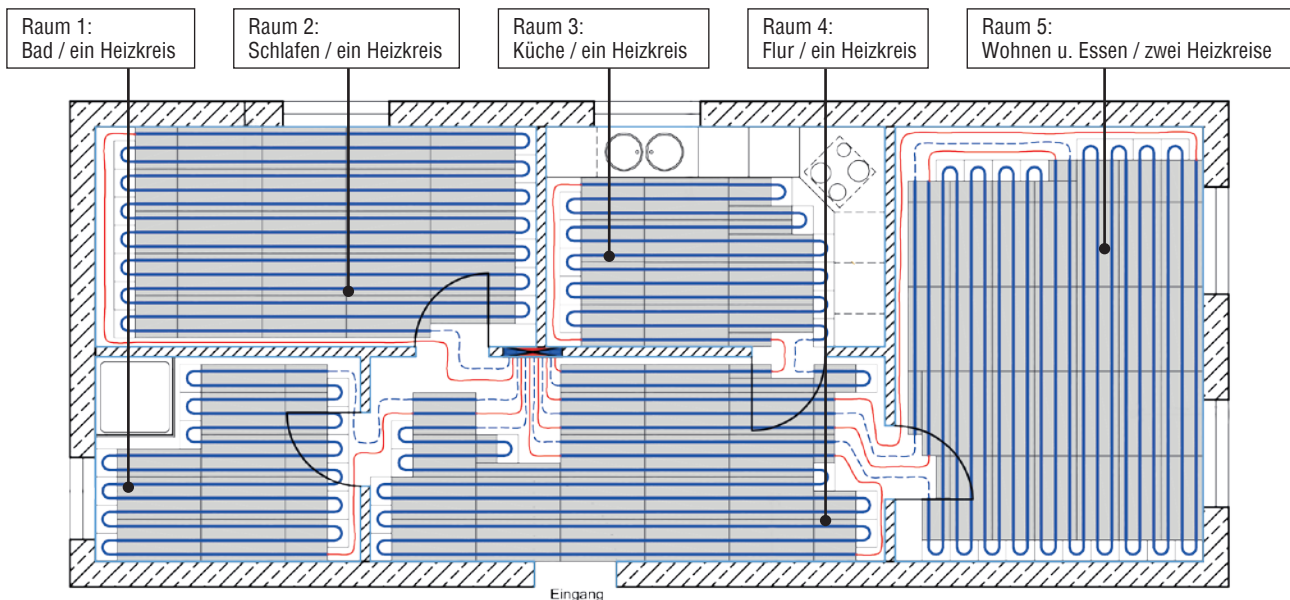 Raum 1:
Bad / ein Heizkreis
Raum 2:
Schlafen / ein Heizkreis
Raum 3:
Küche / ein Heizkreis
Raum 4:
Flur / ein Heizkreis
Raum 5:
Wohnen u. Essen / zwei Heizkreise
Eingang